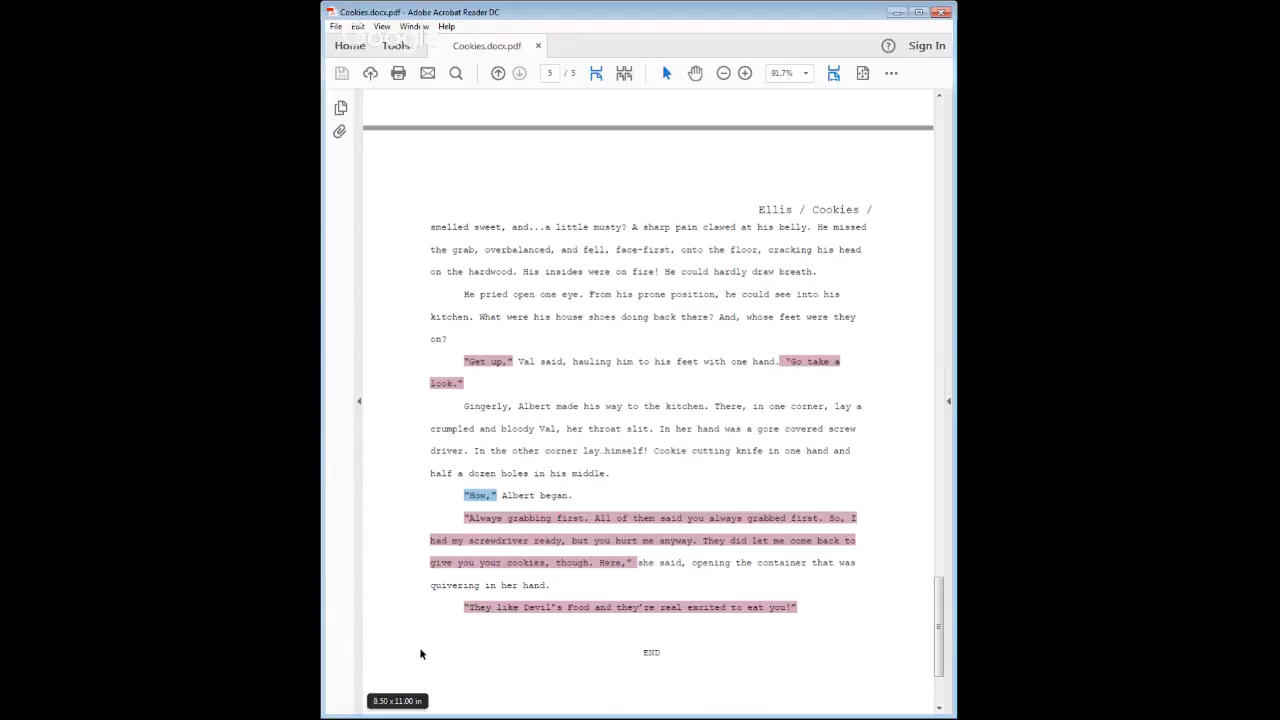 Cookies.docx.pdf - Adobe Acrobat Reader DC
File Edit View Window Help
Google
Home Tools Cookies.docx.pdf × ? Sign In
5 / 5 91.7%
Ellis / Cookies /
smelled sweet, and...a little musty? A sharp pain clawed at his belly. He missed
the grab, overbalanced, and fell, face-first, onto the floor, cracking his head
on the hardwood. His insides were on fire! He could hardly draw breath.
He pried open one eye. From his prone position, he could see into his
kitchen. What were his house shoes doing back there? And, whose feet were they
on?
"Get up," Val said, hauling him to his feet with one hand. "Go take a
look."
Gingerly, Albert made his way to the kitchen. There, in one corner, lay a
crumpled and bloody Val, her throat slit. In her hand was a gore covered screw
driver. In the other corner lay…himself! Cookie cutting knife in one hand and
half a dozen holes in his middle.
"How," Albert began.
"Always grabbing first. All of them said you always grabbed first. So, I
had my screwdriver ready, but you hurt me anyway. They did let me come back to
give you your cookies, though. Here," she said, opening the container that was
quivering in her hand.
"They like Devil's Food and they're real excited to eat you!"
END
8.50 x 11.00 in